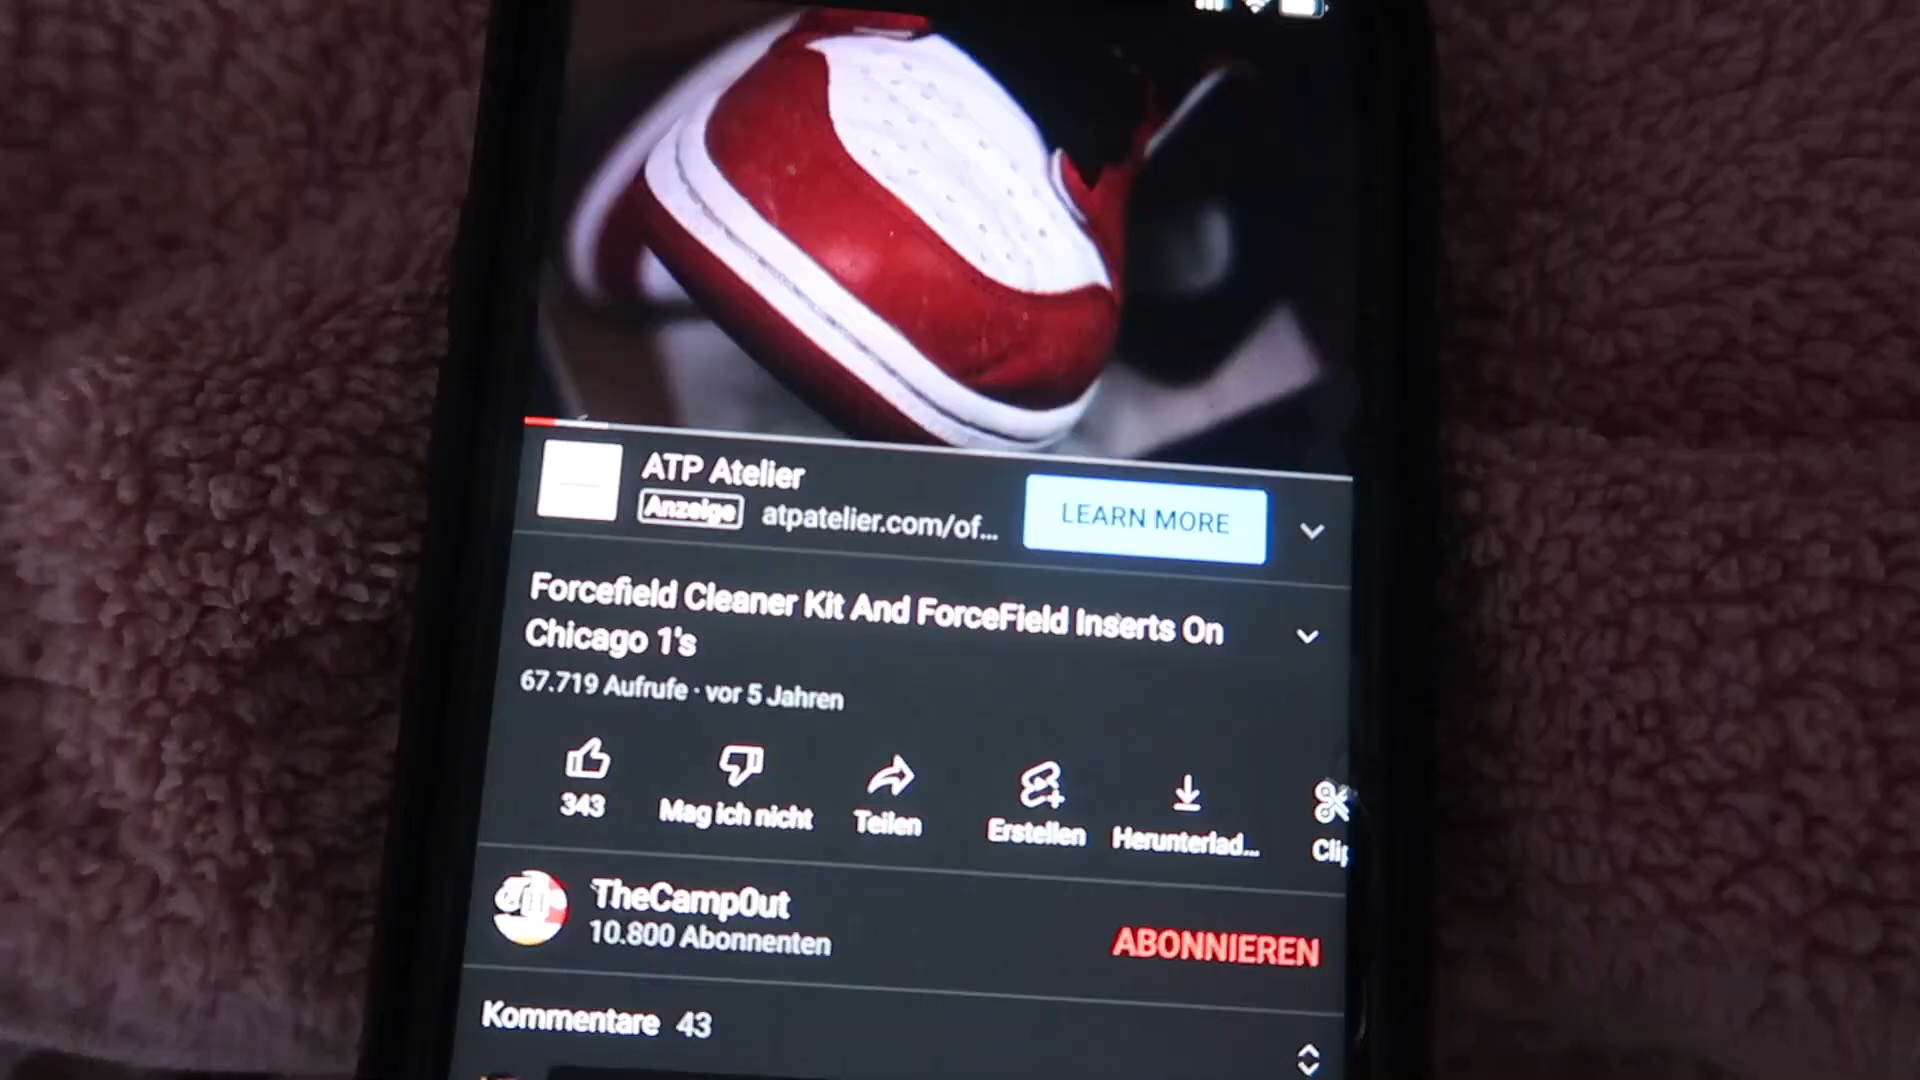 ATP Atelier
Anzeige atpatelier.com/of...
LEARN MORE
Forcefield Cleaner Kit And ForceField Inserts On
Chicago 1's
67.719 Aufrufe · vor 5 Jahren
343
Mag ich nicht
Teilen
Erstellen
Herunterlad...
Clip
TheCamp0ut
10.800 Abonnenten
ABONNIEREN
Kommentare 43